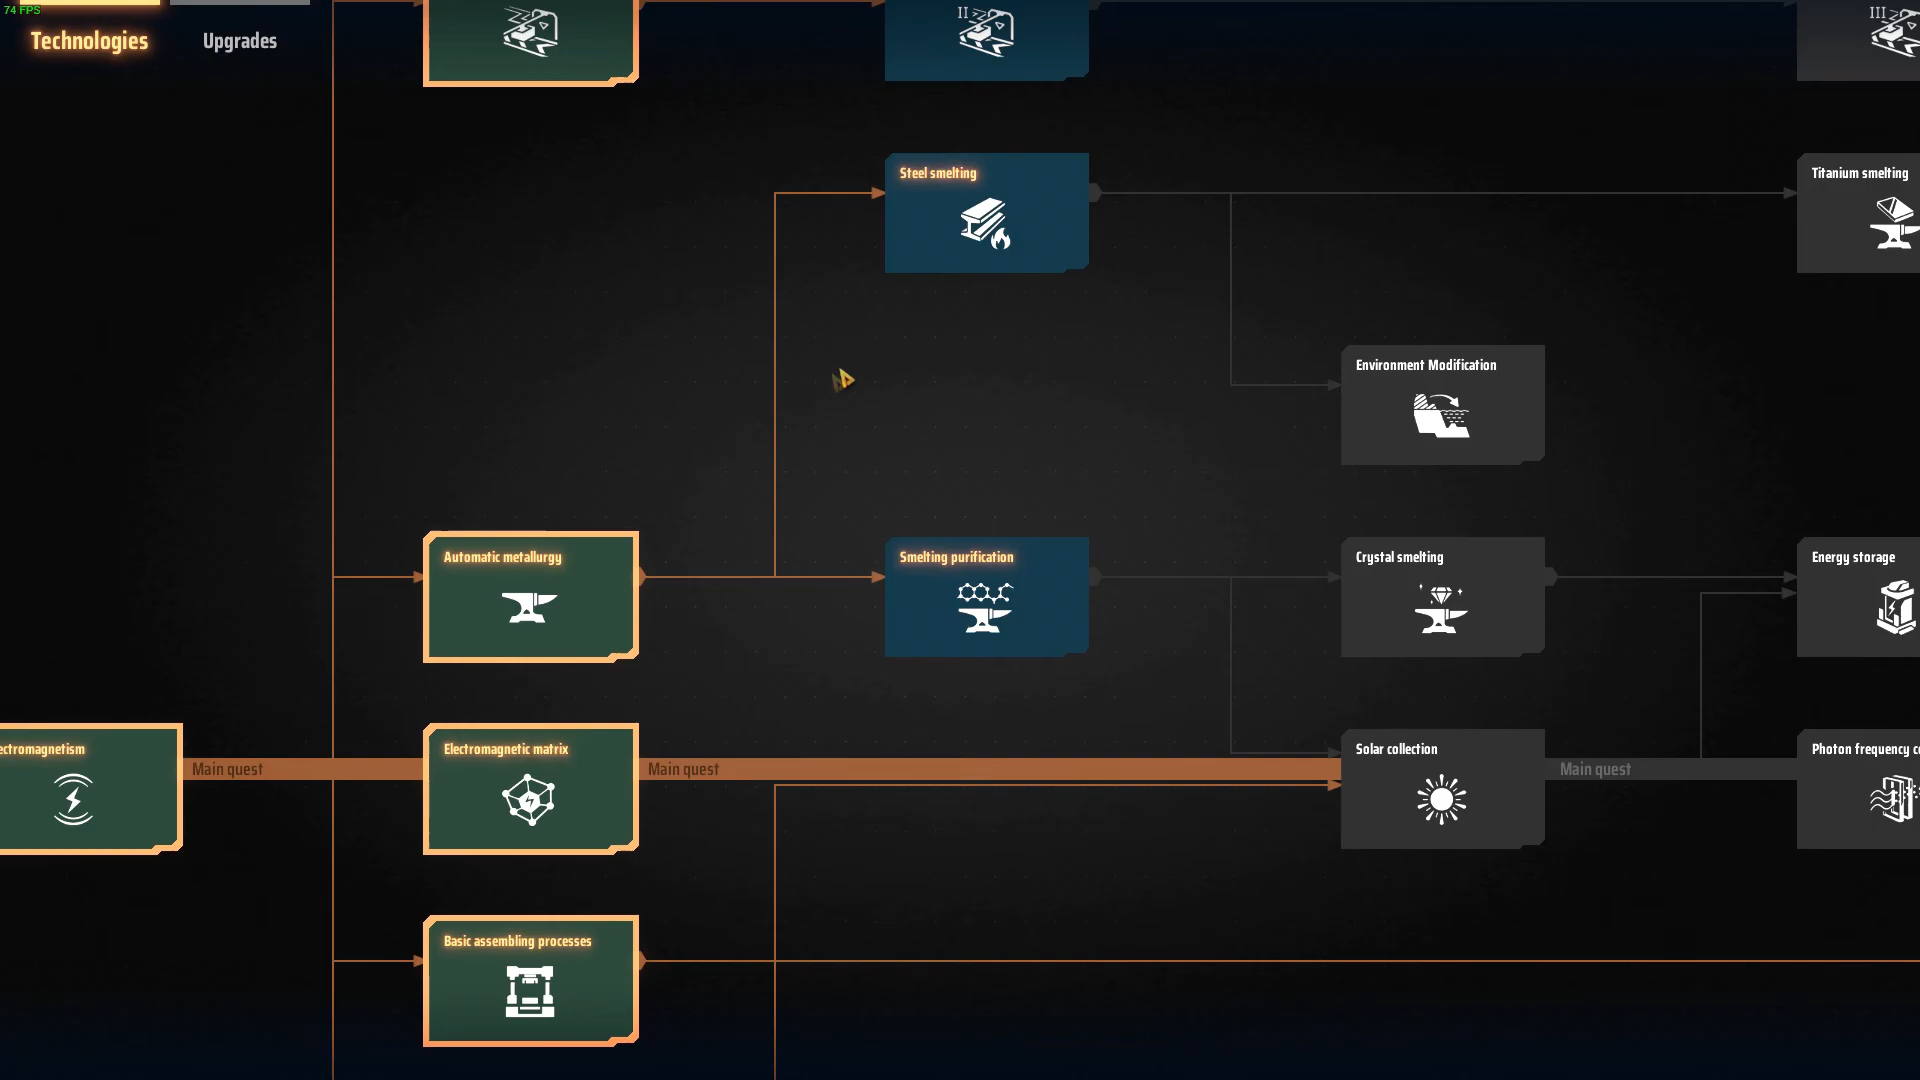 74 FPS
Technologies
Upgrades
II
III
Steel smelting
Titanium smelting
Environment Modification
Automatic metallurgy
Smelting purification
Crystal smelting
Energy storage
ectromagnetism
Main quest
Electromagnetic matrix
Main quest
Solar collection
Main quest
Photon frequency c
Basic assembling processes